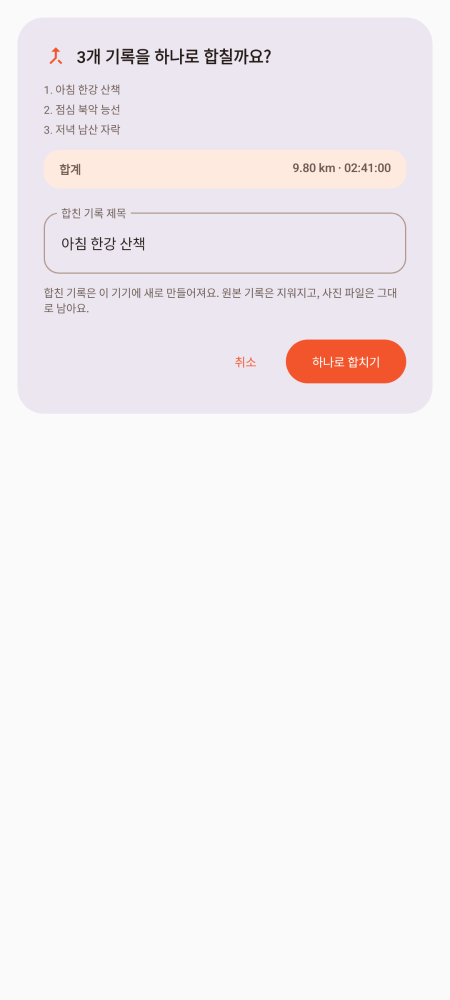 3개 기록을 하나로 합칠까요?
1. 아침 한강 산책
2. 점심 북악 능선
3. 저녁 남산 자락
합계 9.80 km · 02:41:00
합친 기록 제목
아침 한강 산책
합친 기록은 이 기기에 새로 만들어져요. 원본 기록은 지워지고, 사진 파일은 그대
로 남아요.
취소 하나로 합치기